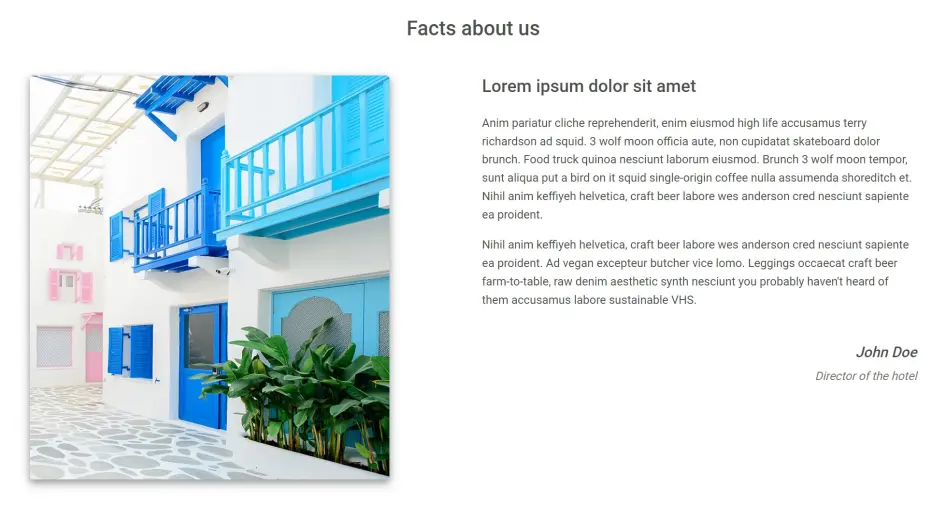 Facts about us
Lorem ipsum dolor sit amet
Anim pariatur cliche reprehenderit, enim eiusmod high life accusamus terry
richardson ad squid. 3 wolf moon officia aute, non cupidatat skateboard dolor
brunch. Food truck quinoa nesciunt laborum eiusmod. Brunch 3 wolf moon tempor,
sunt aliqua put a bird on it squid single-origin coffee nulla assumenda shoreditch et.
Nihil anim keffiyeh helvetica, craft beer labore wes anderson cred nesciunt sapiente
ea proident.
Nihil anim keffiyeh helvetica, craft beer labore wes anderson cred nesciunt sapiente
ea proident. Ad vegan excepteur butcher vice lomo. Leggings occaecat craft beer
farm-to-table, raw denim aesthetic synth nesciunt you probably haven't heard of
them accusamus labore sustainable VHS.
John Doe
Director of the hotel